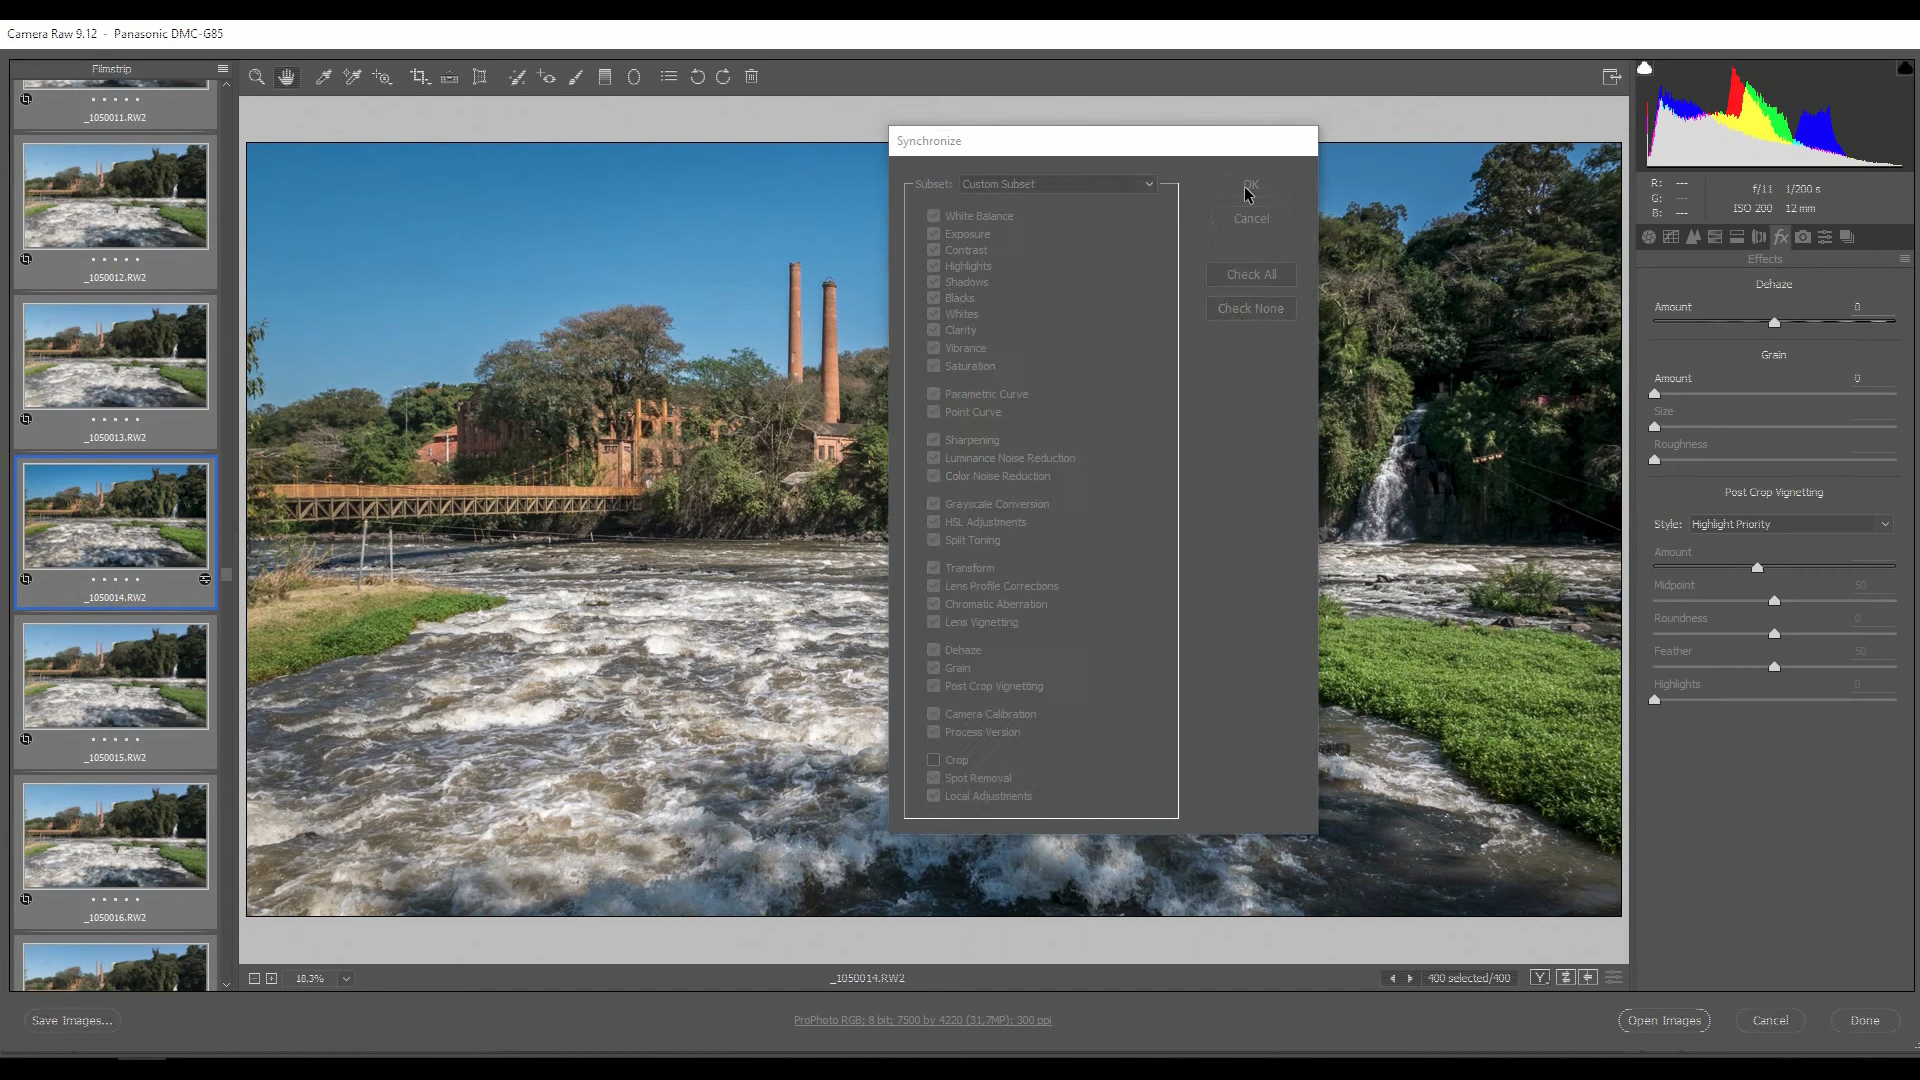 Camera Raw 9.12 - Panasonic DMC-G85
Filmstrip
_1050011.RW2
_1050012.RW2
_1050013.RW2
_1050014.RW2
_1050015.RW2
_1050016.RW2
Save Images...
Synchronize
Subset: Custom Subset
OK
Cancel
Check All
Check None
White Balance
Exposure
Contrast
Highlights
Shadows
Blacks
Whites
Clarity
Vibrance
Saturation
Parametric Curve
Point Curve
Sharpening
Luminance Noise Reduction
Color Noise Reduction
Grayscale Conversion
HSL Adjustments
Split Toning
Transform
Lens Profile Corrections
Chromatic Aberration
Lens Vignetting
Dehaze
Grain
Post Crop Vignetting
Camera Calibration
Process Version
Crop
Spot Removal
Local Adjustments
18,3%
_1050014.RW2
400 selected/400
Y
ProPhoto RGB; 8 bit; 7500 by 4220 (31,7MP); 300 ppi
R: ---
G: ---
B: ---
f/11 1/200 s
ISO 200 12 mm
fx
Effects
Dehaze
Amount 0
Grain
Amount 0
Size
Roughness
Post Crop Vignetting
Style: Highlight Priority
Amount
Midpoint 50
Roundness 0
Feather 50
Highlights 0
Open Images
Cancel
Done